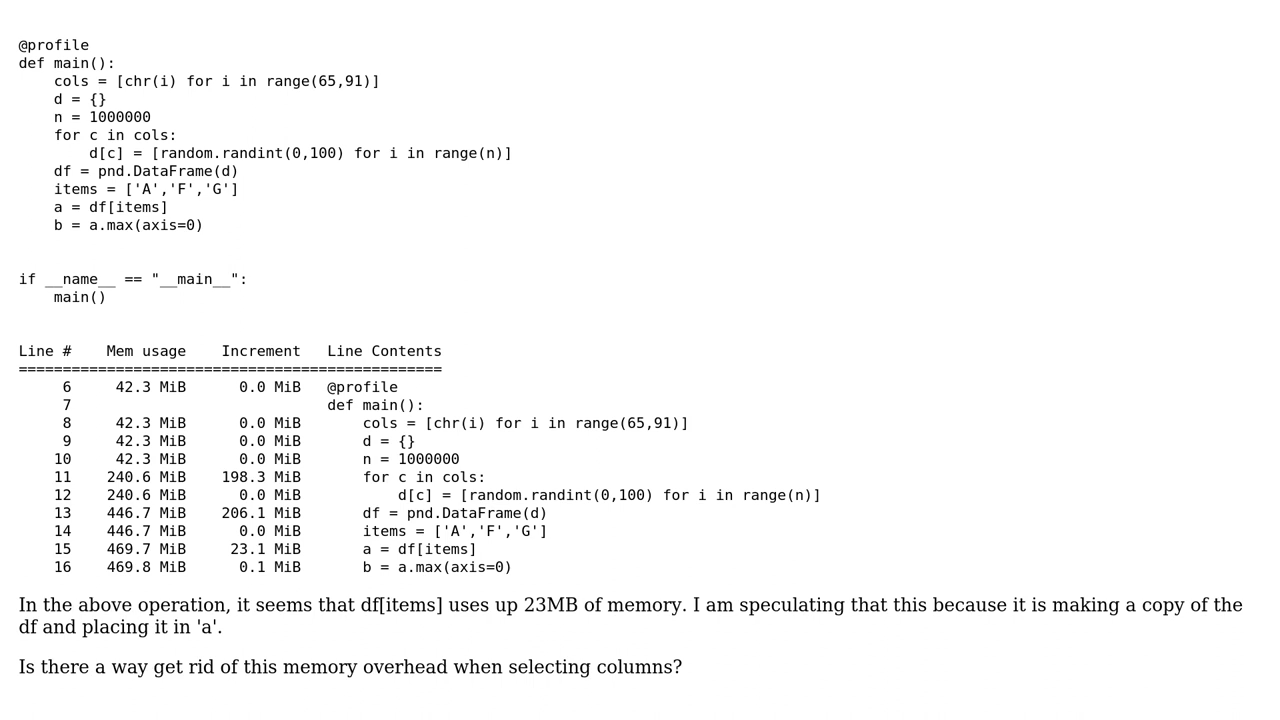 @profile
def main():
    cols = [chr(i) for i in range(65,91)]
    d = {}
    n = 1000000
    for c in cols:
        d[c] = [random.randint(0,100) for i in range(n)]
    df = pnd.DataFrame(d)
    items = ['A','F','G']
    a = df[items]
    b = a.max(axis=0)
if __name__ == "__main__":
    main()
Line #    Mem usage    Increment   Line Contents
================================================
     6     42.3 MiB      0.0 MiB   @profile
     7                             def main():
     8     42.3 MiB      0.0 MiB       cols = [chr(i) for i in range(65,91)]
     9     42.3 MiB      0.0 MiB       d = {}
    10     42.3 MiB      0.0 MiB       n = 1000000
    11    240.6 MiB    198.3 MiB       for c in cols:
    12    240.6 MiB      0.0 MiB           d[c] = [random.randint(0,100) for i in range(n)]
    13    446.7 MiB    206.1 MiB       df = pnd.DataFrame(d)
    14    446.7 MiB      0.0 MiB       items = ['A','F','G']
    15    469.7 MiB     23.1 MiB       a = df[items]
    16    469.8 MiB      0.1 MiB       b = a.max(axis=0)
In the above operation, it seems that df[items] uses up 23MB of memory. I am speculating that this because it is making a copy of the
df and placing it in 'a'.
Is there a way get rid of this memory overhead when selecting columns?